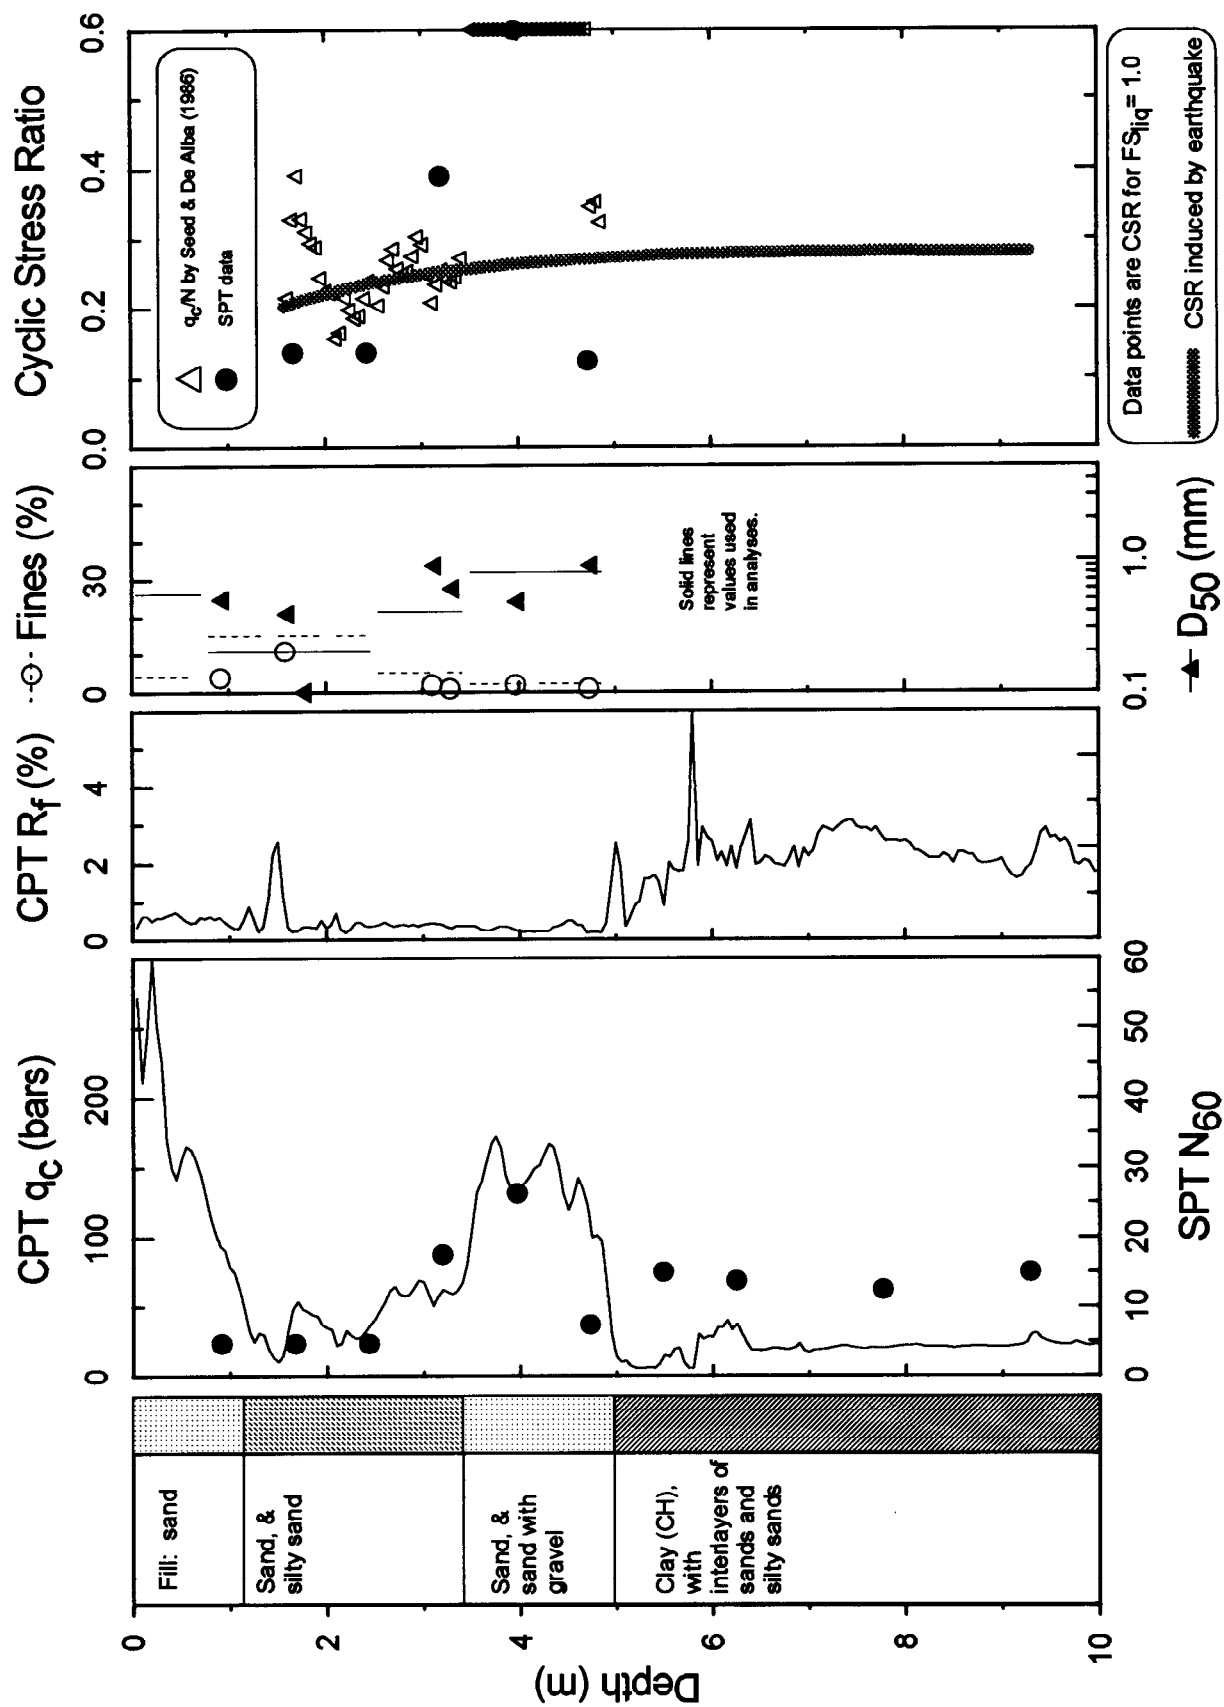 Depth (m)
0
2
4
6
8
10
Fill: sand
Sand, &
silty sand
Sand, &
sand with
gravel
Clay (CH),
with
interlayers of
sands and
silty sands
CPT qc (bars)
0
100
200
0
10
20
30
40
50
60
SPT N60
CPT Rf (%)
0
2
4
Fines (%)
0
30
0.1
1.0
D50 (mm)
Solid lines
represent
values used
in analyses.
Cyclic Stress Ratio
0.0
0.2
0.4
0.6
qc/N by Seed & De Alba (1986)
SPT data
Data points are CSR for FSliq= 1.0
CSR induced by earthquake